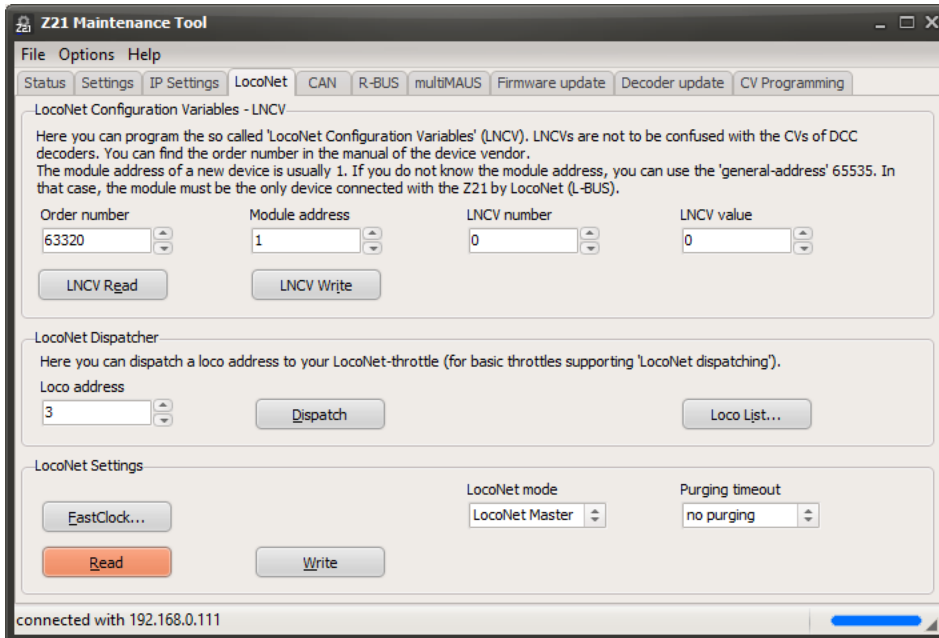 Z21 Maintenance Tool
File Options Help
Status Settings IP Settings LocoNet CAN R-BUS multiMAUS Firmware update Decoder update CV Programming
LocoNet Configuration Variables - LNCV
Here you can program the so called 'LocoNet Configuration Variables' (LNCV). LNCVs are not to be confused with the CVs of DCC
decoders. You can find the order number in the manual of the device vendor.
The module address of a new device is usually 1. If you do not know the module address, you can use the 'general-address' 65535. In
that case, the module must be the only device connected with the Z21 by LocoNet (L-BUS).
Order number Module address LNCV number LNCV value
63320 1 0 0
LNCV Read LNCV Write
LocoNet Dispatcher
Here you can dispatch a loco address to your LocoNet-throttle (for basic throttles supporting 'LocoNet dispatching').
Loco address
3 Dispatch Loco List...
LocoNet Settings
LocoNet mode Purging timeout
FastClock... LocoNet Master no purging
Read Write
connected with 192.168.0.111